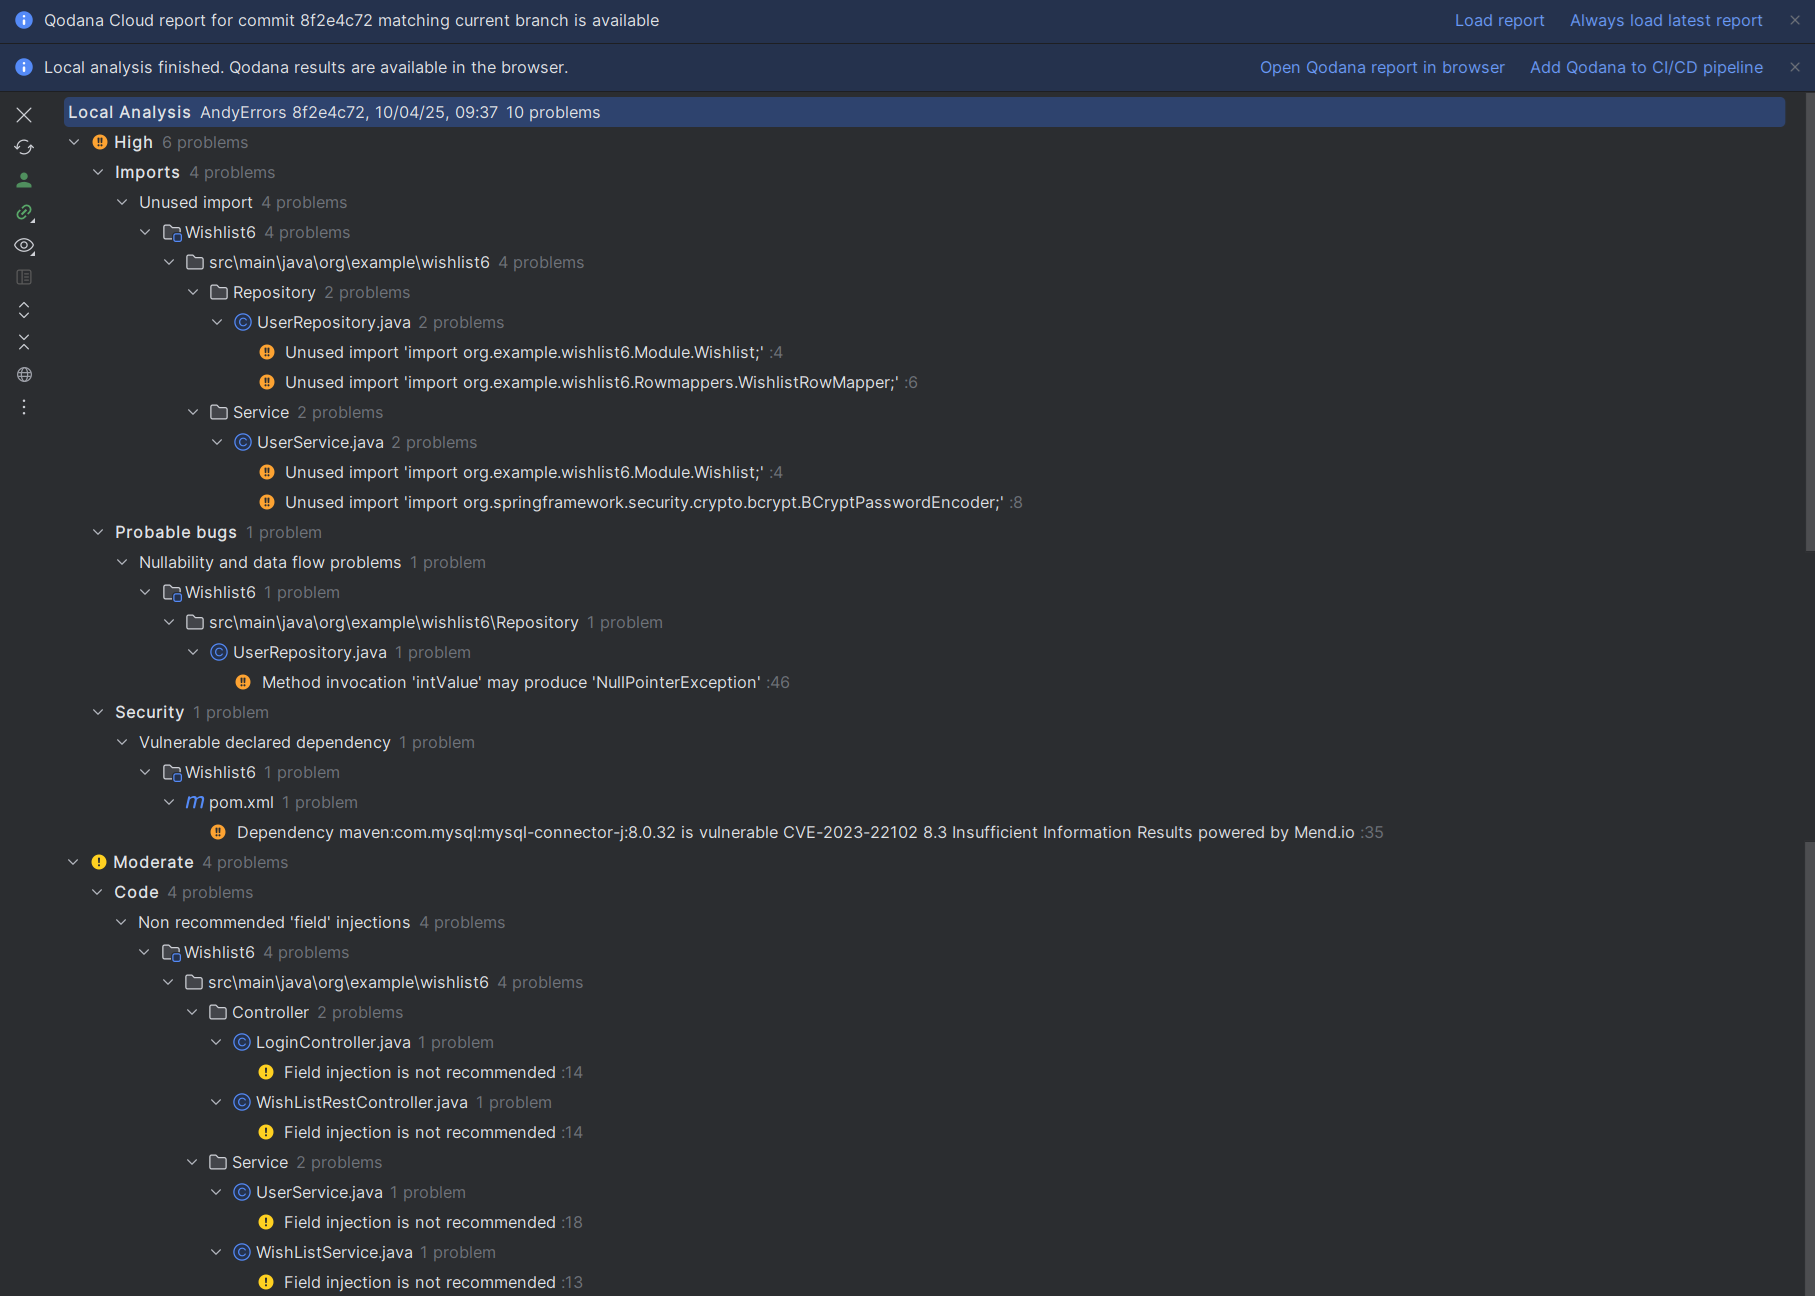 Qodana Cloud report for commit 8f2e4c72 matching current branch is available Load report Always load latest report
Local analysis finished. Qodana results are available in the browser. Open Qodana report in browser Add Qodana to CI/CD pipeline
Local Analysis AndyErrors 8f2e4c72, 10/04/25, 09:37 10 problems
High 6 problems
Imports 4 problems
Unused import 4 problems
Wishlist6 4 problems
src\main\java\org\example\wishlist6 4 problems
Repository 2 problems
UserRepository.java 2 problems
Unused import 'import org.example.wishlist6.Module.Wishlist;' :4
Unused import 'import org.example.wishlist6.Rowmappers.WishlistRowMapper;' :6
Service 2 problems
UserService.java 2 problems
Unused import 'import org.example.wishlist6.Module.Wishlist;' :4
Unused import 'import org.springframework.security.crypto.bcrypt.BCryptPasswordEncoder;' :8
Probable bugs 1 problem
Nullability and data flow problems 1 problem
Wishlist6 1 problem
src\main\java\org\example\wishlist6\Repository 1 problem
UserRepository.java 1 problem
Method invocation 'intValue' may produce 'NullPointerException' :46
Security 1 problem
Vulnerable declared dependency 1 problem
Wishlist6 1 problem
pom.xml 1 problem
Dependency maven:com.mysql:mysql-connector-j:8.0.32 is vulnerable CVE-2023-22102 8.3 Insufficient Information Results powered by Mend.io :35
Moderate 4 problems
Code 4 problems
Non recommended 'field' injections 4 problems
Wishlist6 4 problems
src\main\java\org\example\wishlist6 4 problems
Controller 2 problems
LoginController.java 1 problem
Field injection is not recommended :14
WishListRestController.java 1 problem
Field injection is not recommended :14
Service 2 problems
UserService.java 1 problem
Field injection is not recommended :18
WishListService.java 1 problem
Field injection is not recommended :13